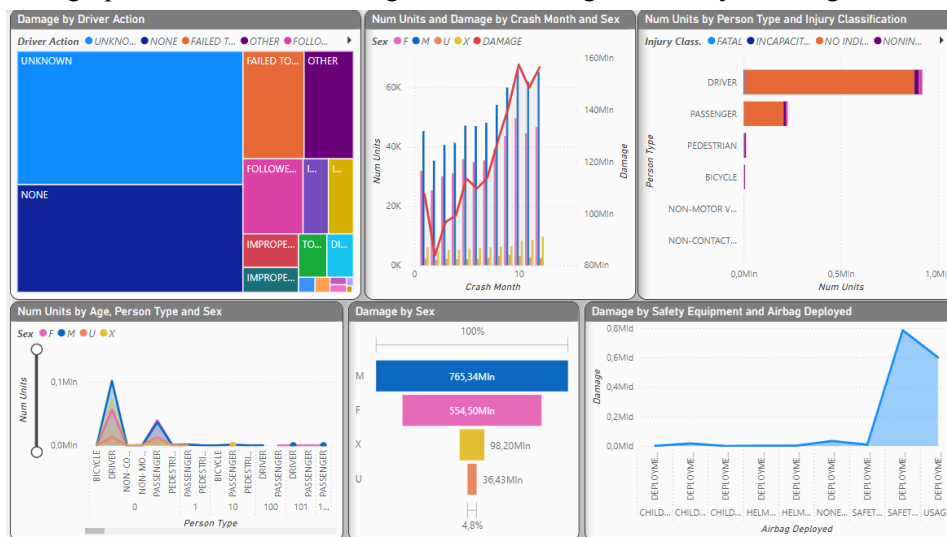 Damage by Driver Action
Driver Action UNKNO... NONE FAILED T... OTHER FOLLO...
UNKNOWN
FAILED TO...
OTHER
NONE
FOLLOWE...
I...
I...
IMPROPE...
TO...
DI...
IMPROPE...
Num Units and Damage by Crash Month and Sex
Sex F M U X DAMAGE
160Mln
60K
140Mln
40K
120Mln
20K
100Mln
0K
80Mln
0
10
Num Units
Damage
Crash Month
Num Units by Person Type and Injury Classification
Injury Class. FATAL INCAPACIT... NO INDI... NONIN...
DRIVER
PASSENGER
PEDESTRIAN
BICYCLE
NON-MOTOR V...
NON-CONTACT...
Person Type
0,0Mln
0,5Mln
1,0Mln
Num Units
Num Units by Age, Person Type and Sex
Sex F M U X
Num Units
0,1Mln
0,0Mln
BICYCLE
DRIVER
NON-CO...
NON-MO...
PASSENGER
PEDESTRI...
PASSENGER
PEDESTRI...
BICYCLE
PASSENGER
PEDESTRI...
DRIVER
PASSENGER
DRIVER
PASSENGER
PASSENGER
0
1
10
100
101
1...
Person Type
Damage by Sex
100%
M
765,34Mln
F
554,50Mln
X
98,20Mln
U
36,43Mln
4,8%
Damage by Safety Equipment and Airbag Deployed
0,8Mld
0,6Mld
0,4Mld
0,2Mld
0,0Mld
Damage
DEPLOYME...
DEPLOYME...
DEPLOYME...
DEPLOYME...
DEPLOYME...
DEPLOYME...
DEPLOYME...
DEPLOYME...
DEPLOYME...
CHILD...
CHILD...
CHILD...
HELM...
HELM...
NONE...
SAFET...
SAFET...
USAG
Airbag Deployed